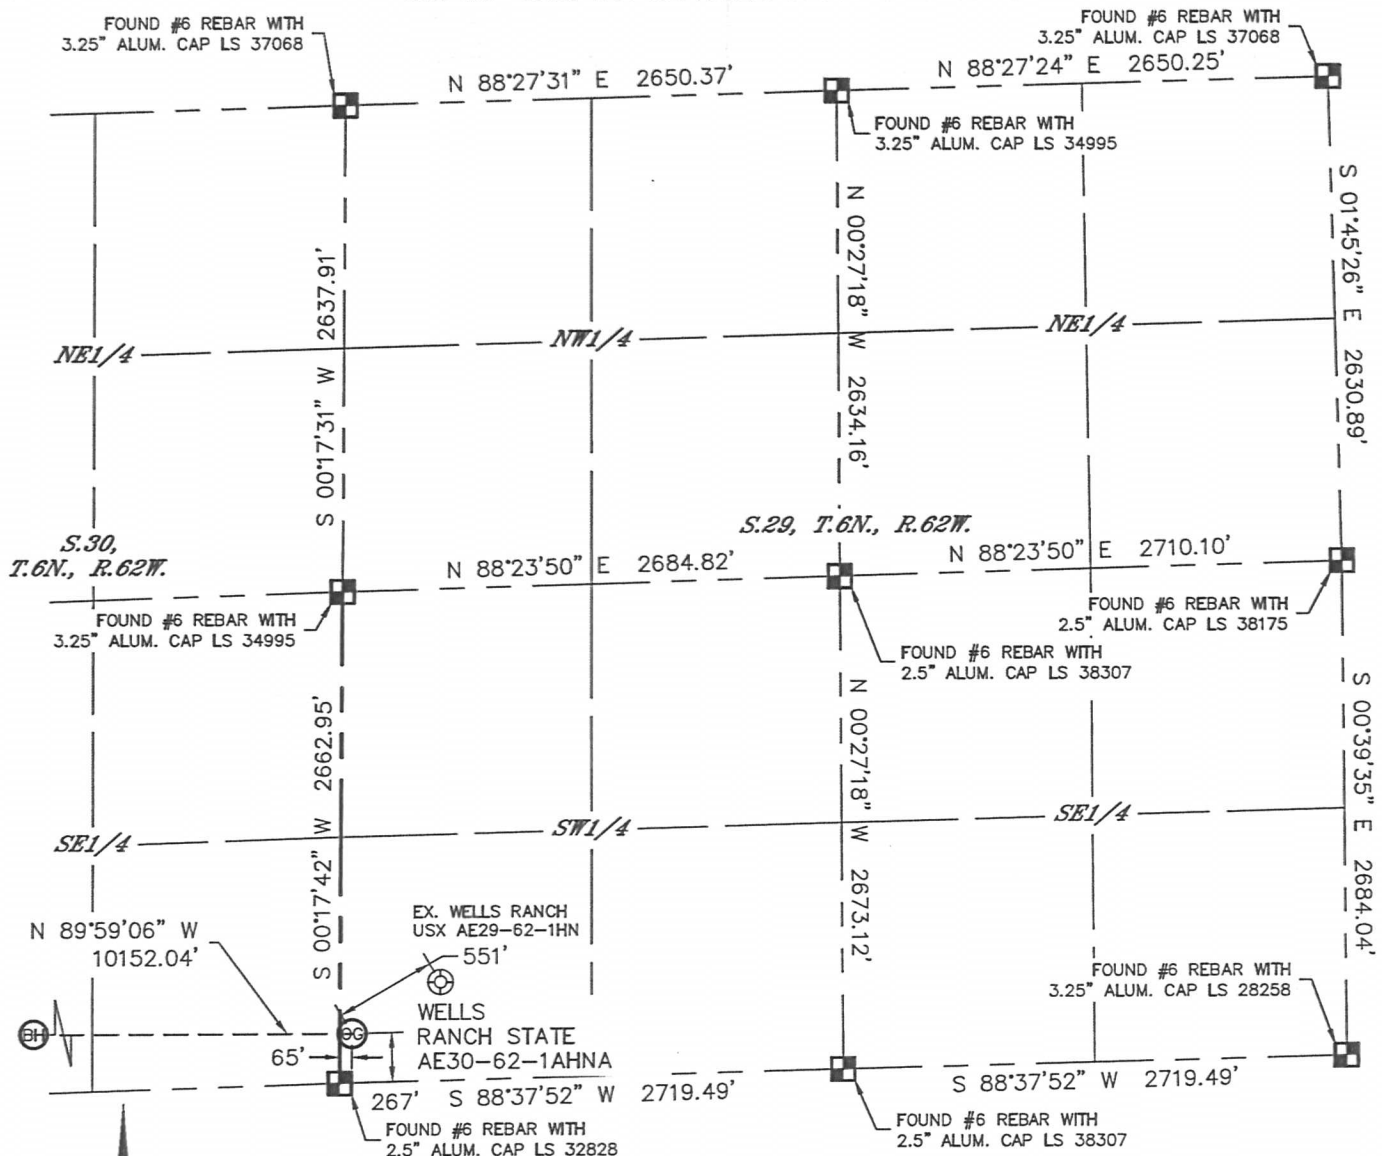 FOUND #6 REBAR WITH
3.25" ALUM. CAP LS 37068
FOUND #6 REBAR WITH
3.25" ALUM. CAP LS 37068
N 88°27'31" E 2650.37'
N 88°27'24" E 2650.25'
FOUND #6 REBAR WITH
3.25" ALUM. CAP LS 34995
S 00°17'31" W 2637.91'
N 00°27'18" W 2634.16'
S 01°45'26" E 2630.89'
NE1/4
NW1/4
NE1/4
S.30,
T.6N., R.62W.
S.29, T.6N., R.62W.
N 88°23'50" E 2684.82'
N 88°23'50" E 2710.10'
FOUND #6 REBAR WITH
3.25" ALUM. CAP LS 34995
FOUND #6 REBAR WITH
2.5" ALUM. CAP LS 38175
FOUND #6 REBAR WITH
2.5" ALUM. CAP LS 38307
S 00°17'42" W 2662.95'
N 00°27'18" W 2673.12'
S 00°39'35" E 2684.04'
SE1/4
SW1/4
SE1/4
N 89°59'06" W
10152.04'
EX. WELLS RANCH
USX AE29-62-1HN
551'
FOUND #6 REBAR WITH
3.25" ALUM. CAP LS 28258
BH
OG
WELLS
RANCH STATE
AE30-62-1AHNA
65'
267'
S 88°37'52" W 2719.49'
S 88°37'52" W 2719.49'
FOUND #6 REBAR WITH
2.5" ALUM. CAP LS 32828
FOUND #6 REBAR WITH
2.5" ALUM. CAP LS 38307